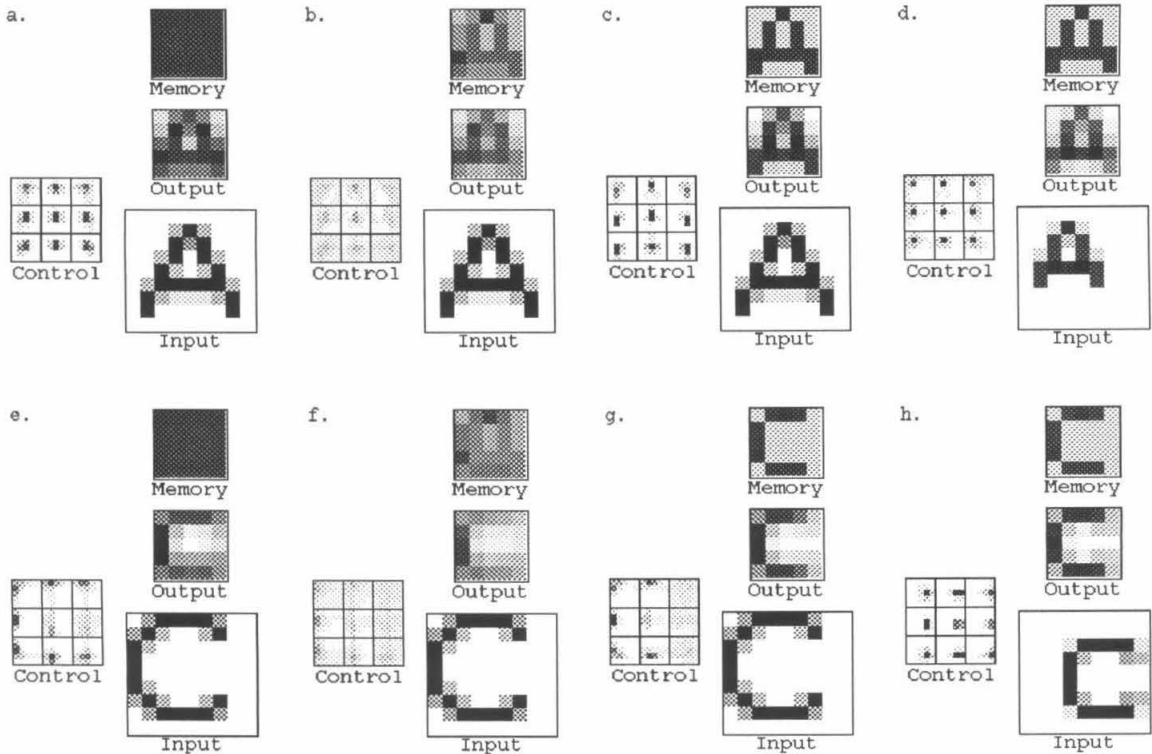 a.
Memory
Output
Control
Input
b.
Memory
Output
Control
Input
c.
Memory
Output
Control
Input
d.
Memory
Output
Control
Input
e.
Memory
Output
Control
Input
f.
Memory
Output
Control
Input
g.
Memory
Output
Control
Input
h.
Memory
Output
Control
Input